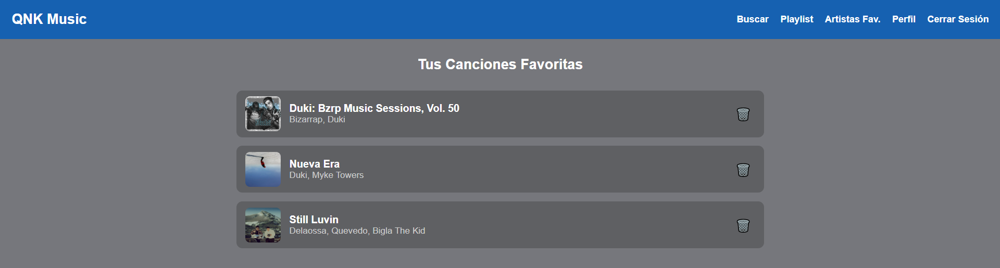 QNK Music
Buscar Playlist Artistas Fav. Perfil Cerrar Sesión
Tus Canciones Favoritas
Duki: Bzrp Music Sessions, Vol. 50
Bizarrap, Duki
Nueva Era
Duki, Myke Towers
Still Luvin
Delaossa, Quevedo, Bigla The Kid